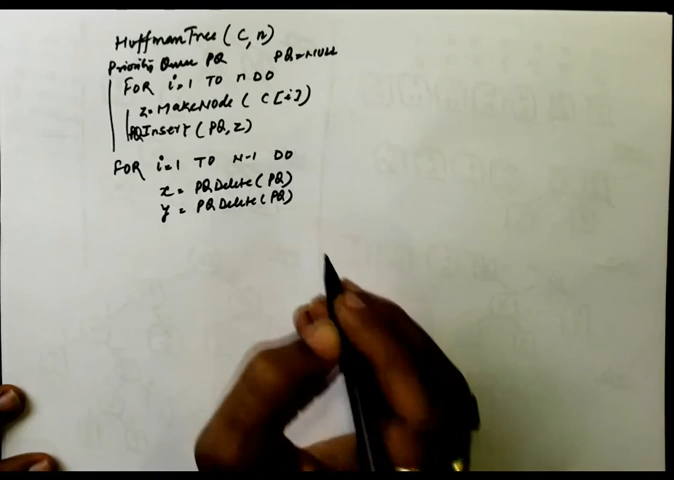 HuffmanTree ( C, n)
Priority Queue PQ PQ=NULL
FOR i=1 TO n DO
z=MakeNode ( C[i])
PQInsert (PQ, z)
FOR i=1 TO N-1 DO
x = PQDelete(PQ)
y = PQDelete(PQ)